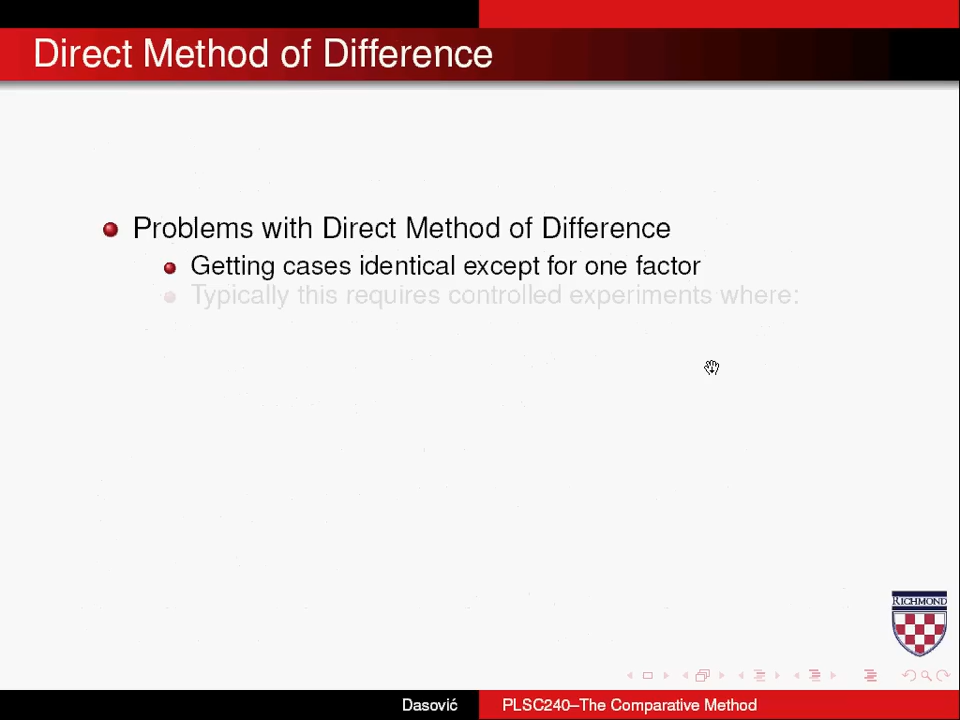 Direct Method of Difference
Problems with Direct Method of Difference
Getting cases identical except for one factor
Typically this requires controlled experiments where:
RICHMOND
Dasović
PLSC240–The Comparative Method